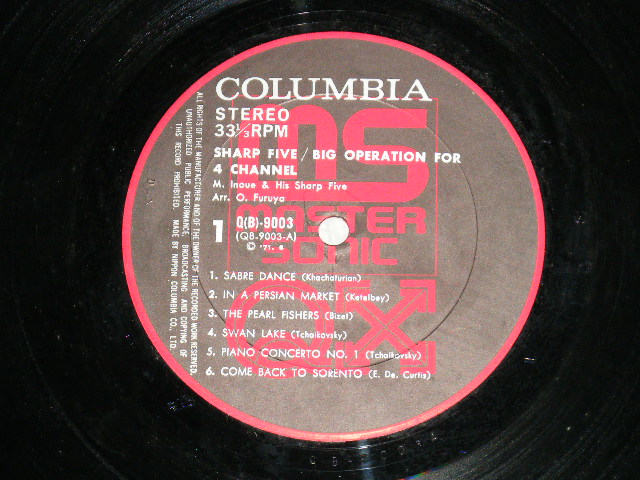 COLUMBIA
STEREO
33⅓RPM
SHARP FIVE / BIG OPERATION FOR
4 CHANNEL
M. Inoue & His Sharp Five
Arr. O. Furuya
1 Q(B)-9003
(QB-9003-A)
MS
MASTER
SONIC
1. SABRE DANCE (Khachaturian)
2. IN A PERSIAN MARKET (Ketelbey)
3. THE PEARL FISHERS (Bizet)
4. SWAN LAKE (Tchaikovsky)
5. PIANO CONCERTO NO. 1 (Tchaikovsky)
6. COME BACK TO SORENTO (E. De. Curtis)
ALL RIGHTS OF THE MANUFACTURER AND OF THE OWNER OF THE RECORDED WORK RESERVED.
UNAUTHORIZED PUBLIC PERFORMANCE, BROADCASTING AND COPYING OF
THIS RECORD PROHIBITED. MADE BY NIPPON COLUMBIA CO., LTD.